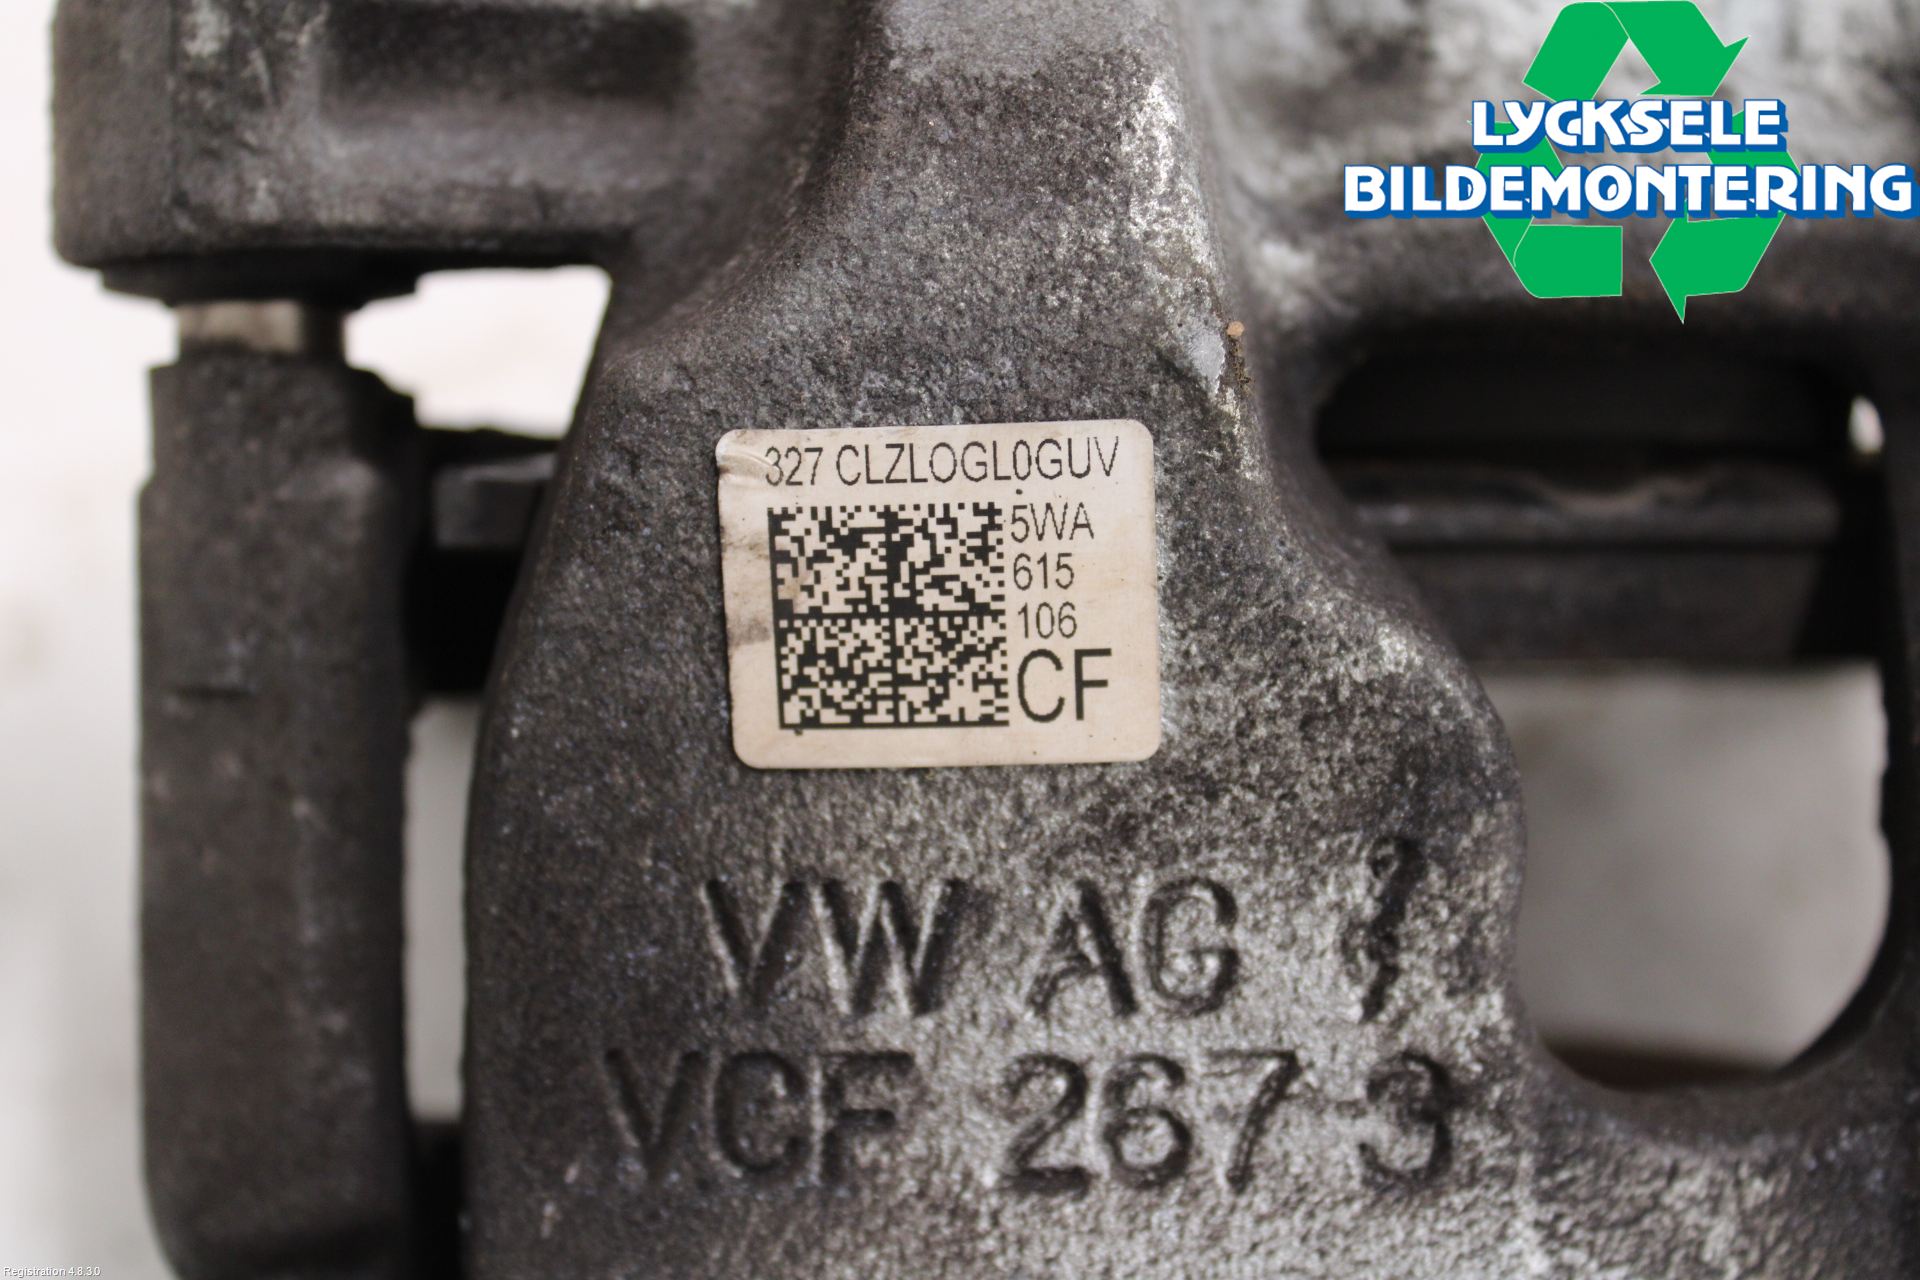 LYCKSELE
BILDEMONTERING
327 CLZLOGL0GUV
5WA
615
106
CF
VW AG
VCF 267 3
Registration 4.8.3.0